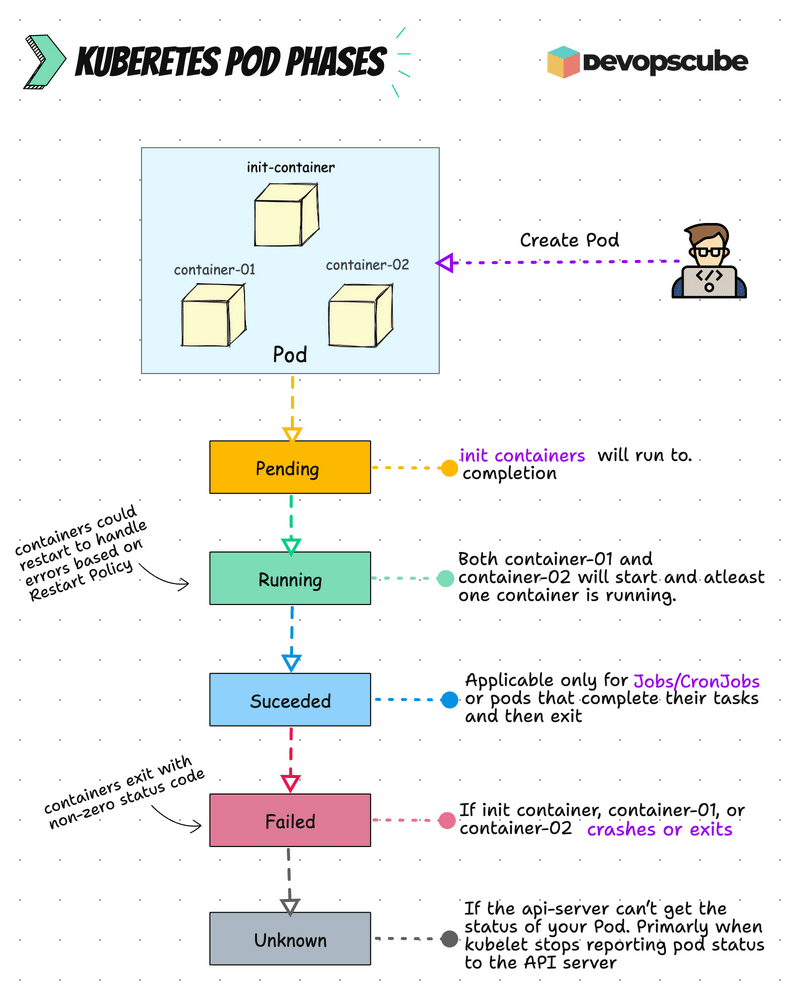 KUBERETES POD PHASES
DEVOPSCUBE
init-container
container-01
container-02
Pod
Create Pod
Pending
init containers will run to.
completion
containers could
restart to handle
errors based on
Restart Policy
Running
Both container-01 and
container-02 will start and atleast
one container is running.
Suceeded
Applicable only for Jobs/CronJobs
or pods that complete their tasks
and then exit
containers exit with
non-zero status code
Failed
If init container, container-01, or
container-02 crashes or exits
Unknown
If the api-server can't get the
status of your Pod. Primarly when
kubelet stops reporting pod status
to the API server